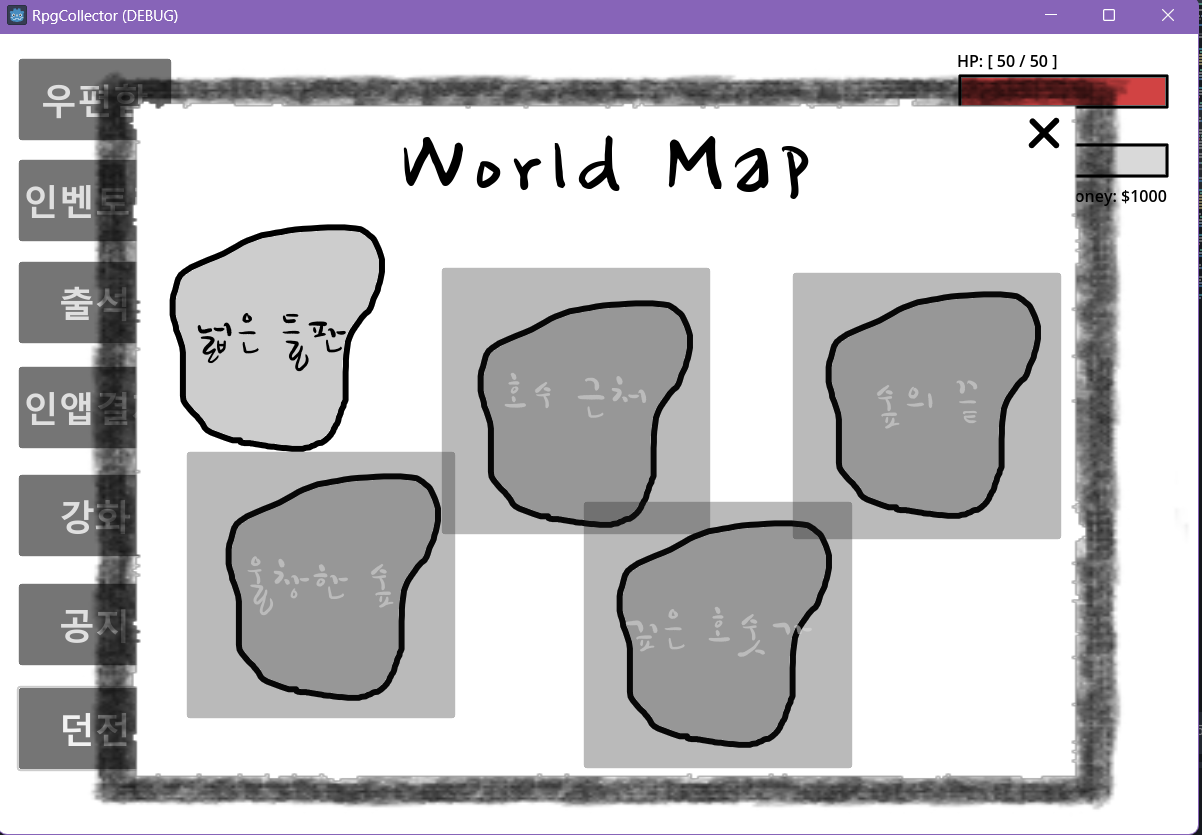 RpgCollector (DEBUG)
HP: [ 50 / 50 ]
우편함
World Map
인벤토
oney: $1000
넓은 들판
출석
호수 근처
숲의 끝
인앱결
강화
울창한 숲
깊은 호숫가
공지
던전